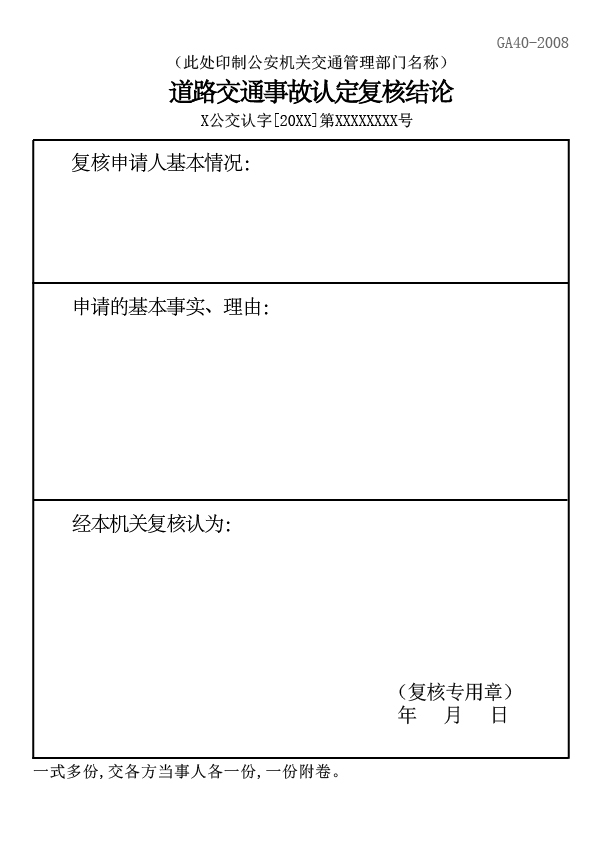 GA40-2008
（此处印制公安机关交通管理部门名称）
道路交通事故认定复核结论
X公交认字[20XX]第XXXXXXXX号
复核申请人基本情况:
申请的基本事实、理由:
经本机关复核认为:
（复核专用章）
年 月 日
一式多份,交各方当事人各一份,一份附卷。